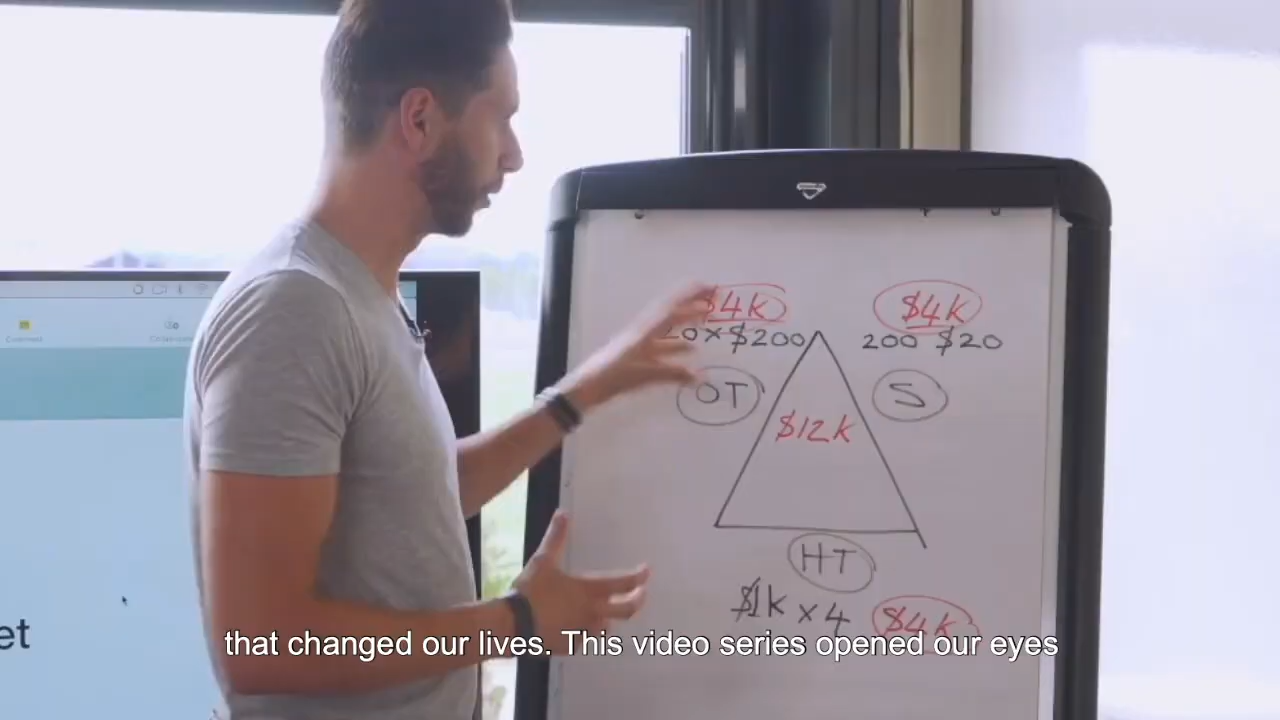 $4K
$4K
x $200
200 $20
OT
S
$12K
HT
$1K x 4
$4K
that changed our lives. This video series opened our eyes
et